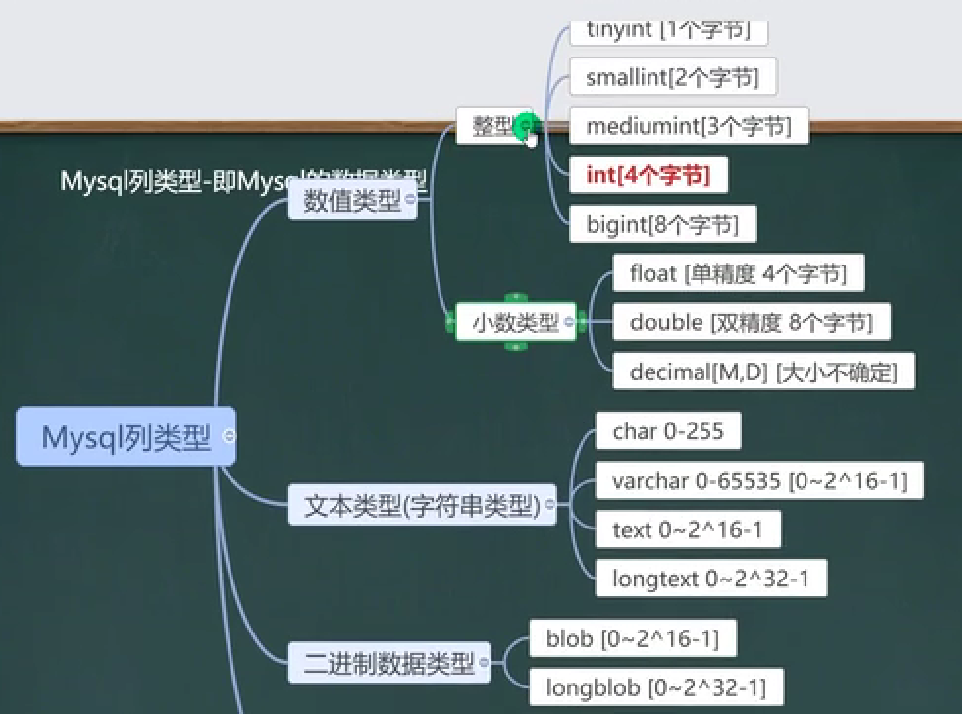 tinyint [1个字节]
smallint[2个字节]
整型
mediumint[3个字节]
Mysql列类型-即Mysql的数据类型
int[4个字节]
数值类型
bigint[8个字节]
float [单精度 4个字节]
小数类型
double [双精度 8个字节]
decimal[M,D] [大小不确定]
Mysql列类型
char 0-255
varchar 0-65535 [0~2^16-1]
文本类型(字符串类型)
text 0~2^16-1
longtext 0~2^32-1
二进制数据类型
blob [0~2^16-1]
longblob [0~2^32-1]